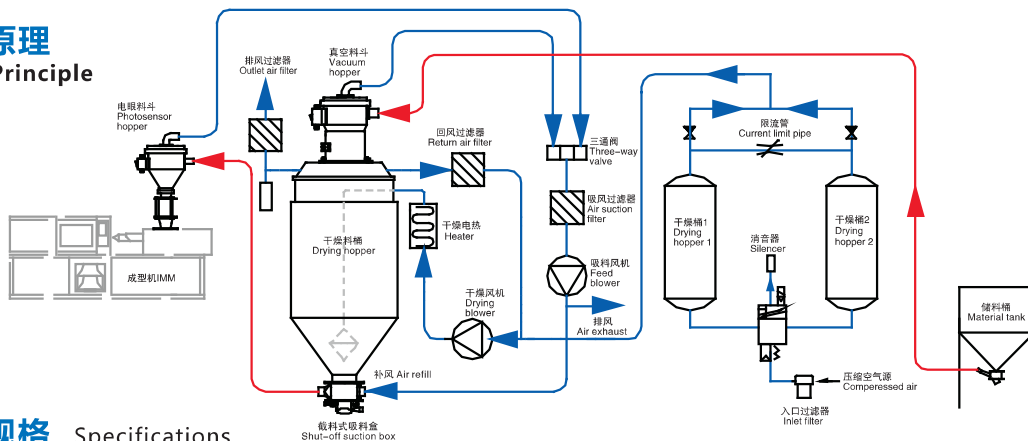 原理
Principle
电眼料斗
Photosensor
hopper
排风过滤器
Outlet air filter
真空料斗
Vacuum
hopper
回风过滤器
Return air filter
三通阀
Three-way
valve
限流管
Current limit pipe
吸风过滤器
Air suction
filter
干燥料桶
Drying hopper
干燥电热
Heater
干燥桶1
Drying
hopper 1
干燥桶2
Drying
hopper 2
消音器
Silencer
成型机IMM
吸料风机
Feed
blower
干燥风机
Drying
blower
排风
Air exhaust
储料桶
Material tank
补风 Air refill
压缩空气源
Comperessed air
入口过滤器
Inlet filter
截料式吸料盒
Shut-off suction box
规格 Specifications